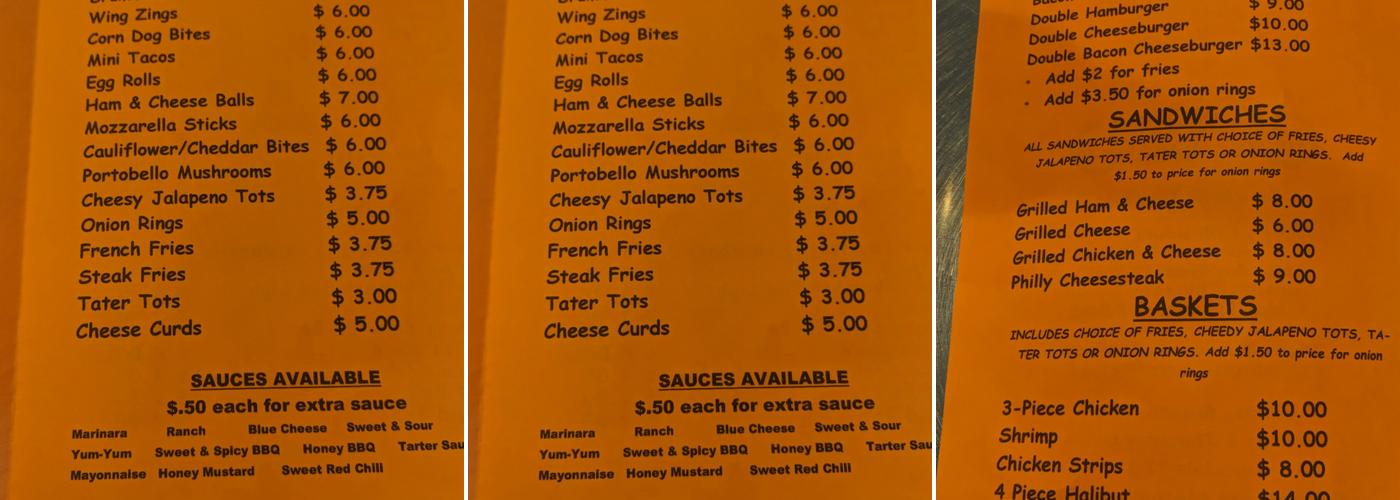 Wing Zings $ 6.00
Corn Dog Bites $ 6.00
Mini Tacos $ 6.00
Egg Rolls $ 6.00
Ham & Cheese Balls $ 7.00
Mozzarella Sticks $ 6.00
Cauliflower/Cheddar Bites $ 6.00
Portobello Mushrooms $ 6.00
Cheesy Jalapeno Tots $ 3.75
Onion Rings $ 5.00
French Fries $ 3.75
Steak Fries $ 3.75
Tater Tots $ 3.00
Cheese Curds $ 5.00
SAUCES AVAILABLE
$.50 each for extra sauce
Marinara Ranch Blue Cheese Sweet & Sour
Yum-Yum Sweet & Spicy BBQ Honey BBQ Tarter Sau
Mayonnaise Honey Mustard Sweet Red Chill
Wing Zings $ 6.00
Corn Dog Bites $ 6.00
Mini Tacos $ 6.00
Egg Rolls $ 6.00
Ham & Cheese Balls $ 7.00
Mozzarella Sticks $ 6.00
Cauliflower/Cheddar Bites $ 6.00
Portobello Mushrooms $ 6.00
Cheesy Jalapeno Tots $ 3.75
Onion Rings $ 5.00
French Fries $ 3.75
Steak Fries $ 3.75
Tater Tots $ 3.00
Cheese Curds $ 5.00
SAUCES AVAILABLE
$.50 each for extra sauce
Marinara Ranch Blue Cheese Sweet & Sour
Yum-Yum Sweet & Spicy BBQ Honey BBQ Tarter Sau
Mayonnaise Honey Mustard Sweet Red Chill
$ 9.00
Double Hamburger $10.00
Double Cheeseburger $13.00
Double Bacon Cheeseburger
• Add $2 for fries
• Add $3.50 for onion rings
SANDWICHES
ALL SANDWICHES SERVED WITH CHOICE OF FRIES, CHEESY
JALAPENO TOTS, TATER TOTS OR ONION RINGS. Add
$1.50 to price for onion rings
Grilled Ham & Cheese $ 8.00
Grilled Cheese $ 6.00
Grilled Chicken & Cheese $ 8.00
Philly Cheesesteak $ 9.00
BASKETS
INCLUDES CHOICE OF FRIES, CHEEDY JALAPENO TOTS, TA-
TER TOTS OR ONION RINGS. Add $1.50 to price for onion
rings
3-Piece Chicken $10.00
Shrimp $10.00
Chicken Strips $ 8.00
4 Piece Halibut $14.00